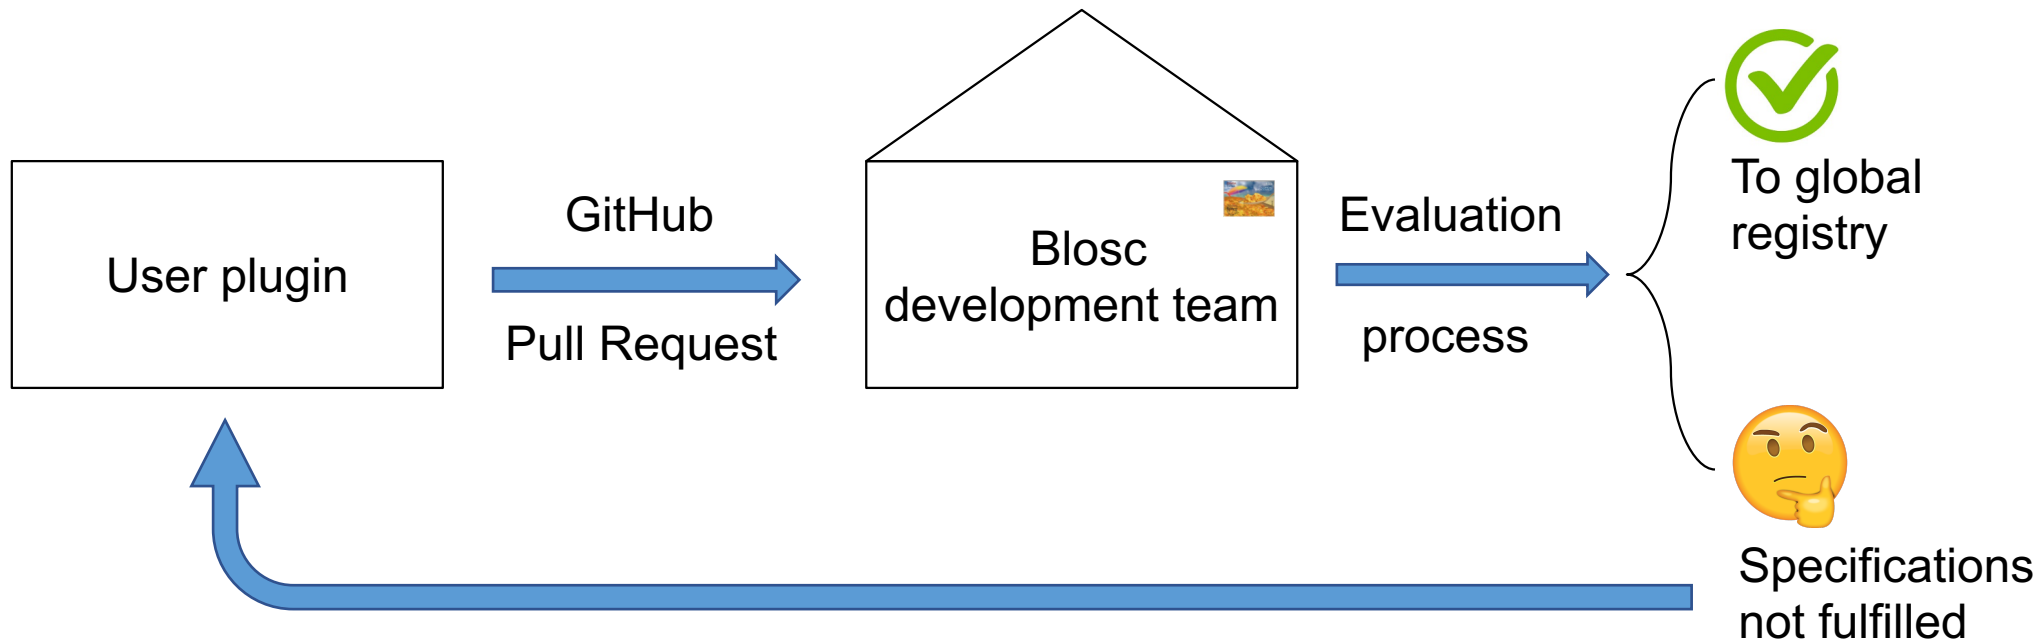 User plugin
GitHub
Pull Request
Blosc
development team
Evaluation
process
To global
registry
Specifications
not fulfilled